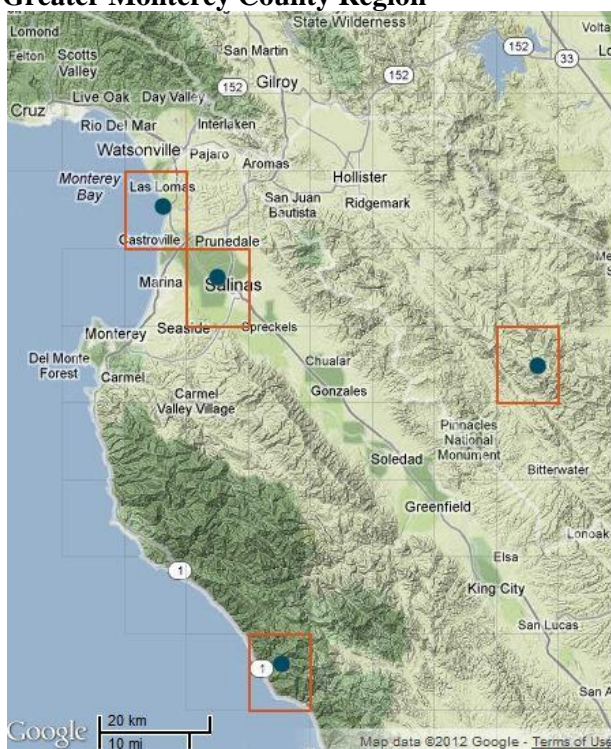 Greater Monterey County Region
Lomond
State Wilderness
Volta
Felton Scotts Valley
San Martin
152
33
152
152
Gilroy
Live Oak Day Valley
Cruz
Rio Del Mar
Interlaken
Watsonville Pajaro Aromas
Monterey Bay
Las Lomas
Hollister
San Juan Bautista
Ridgemark
Castroville Prunedale
Marina
Salinas
Monterey Seaside
Spreckels
Del Monte Forest
Carmel
Chualar
Carmel Valley Village
Gonzales
Pinnacles National Monument
Soledad
Bitterwater
Greenfield
Lonoak
Elsa
1
King City
San Lucas
1
San A
Google
20 km
10 mi
Map data ©2012 Google - Terms of Use